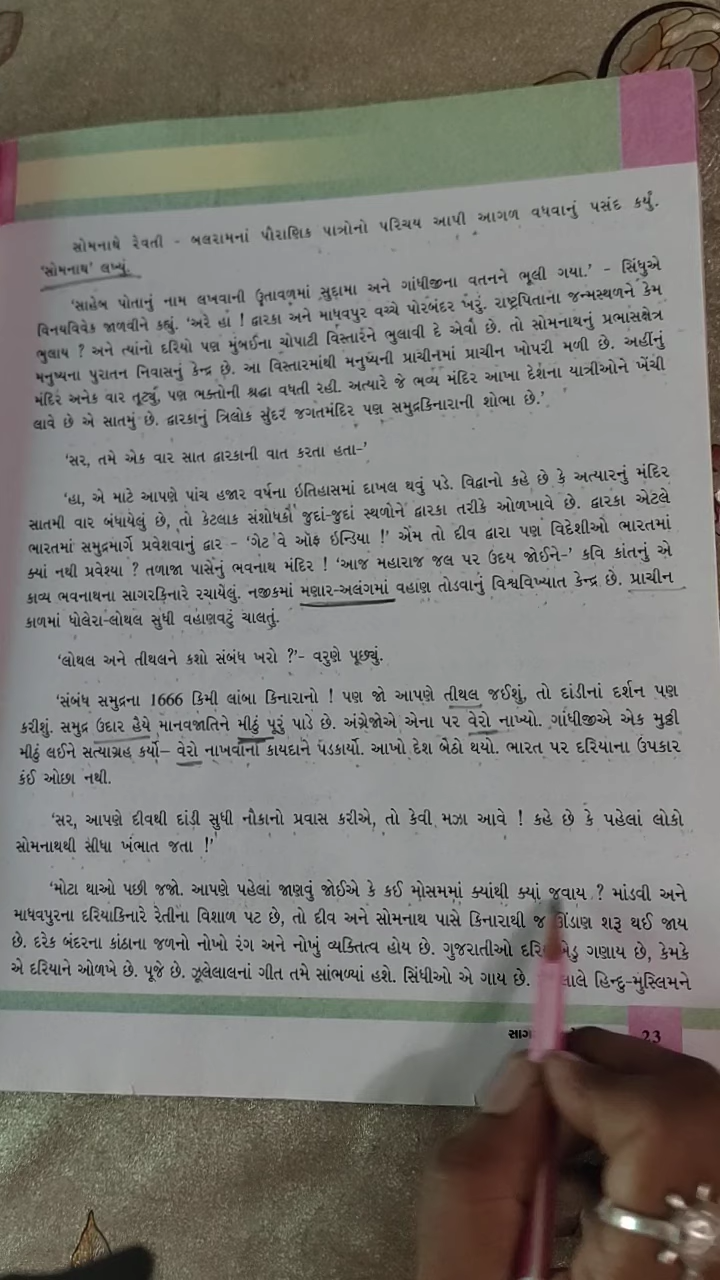 સોમનાથે રેવતી - બલરામનાં પૌરાણિક પાત્રોનો પરિચય આપી આગળ વધવાનું પસંદ કર્યું.
'સોમનાથ' લખ્યું.
'સાહેબ પોતાનું નામ લખવાની ઉતાવળમાં સુદામા અને ગાંધીજીના વતનને ભૂલી ગયા.' - સિંધુએ
વિનયવિવેક જાળવીને કહ્યું. 'અરે હા ! દ્વારકા અને માધવપુર વચ્ચે પોરબંદર ખરું. રાષ્ટ્રપિતાના જન્મસ્થળને કેમ
ભુલાય ? અને ત્યાંનો દરિયો પણ મુંબઈના ચોપાટી વિસ્તારને ભુલાવી દે એવો છે. તો સોમનાથનું પ્રભાસક્ષેત્ર
મનુષ્યના પુરાતન નિવાસનું કેન્દ્ર છે. આ વિસ્તારમાંથી મનુષ્યની પ્રાચીનમાં પ્રાચીન ખોપરી મળી છે. અહીંનું
મંદિર અનેક વાર તૂટ્યું, પણ ભક્તોની શ્રદ્ધા વધતી રહી. અત્યારે જે ભવ્ય મંદિર આખા દેશના યાત્રીઓને ખેંચી
લાવે છે એ સાતમું છે. દ્વારકાનું ત્રિલોક સુંદર જગતમંદિર પણ સમુદ્રકિનારાની શોભા છે.'
'સર, તમે એક વાર સાત દ્વારકાની વાત કરતા હતા-'
'હા, એ માટે આપણે પાંચ હજાર વર્ષના ઇતિહાસમાં દાખલ થવું પડે. વિદ્વાનો કહે છે કે અત્યારનું મંદિર
સાતમી વાર બંધાયેલું છે, તો કેટલાક સંશોધકો જુદાં-જુદાં સ્થળોને દ્વારકા તરીકે ઓળખાવે છે. દ્વારકા એટલે
ભારતમાં સમુદ્રમાર્ગે પ્રવેશવાનું દ્વાર - 'ગેટ વે ઓફ ઇન્ડિયા !' એમ તો દીવ દ્વારા પણ વિદેશીઓ ભારતમાં
ક્યાં નથી પ્રવેશ્યા ? તળાજા પાસેનું ભવનાથ મંદિર ! 'આજ મહારાજ જલ પર ઉદય જોઈને-' કવિ કાંતનું એ
કાવ્ય ભવનાથના સાગરકિનારે રચાયેલું. નજીકમાં મણાર-અલંગમાં વહાણ તોડવાનું વિશ્વવિખ્યાત કેન્દ્ર છે. પ્રાચીન
કાળમાં ધોલેરા-લોથલ સુધી વહાણવટું ચાલતું.
'લોથલ અને તીથલને કશો સંબંધ ખરો ?'- વરુણે પૂછ્યું.
'સંબંધ સમુદ્રના 1666 કિમી લાંબા કિનારાનો ! પણ જો આપણે તીથલ જઈશું, તો દાંડીનાં દર્શન પણ
કરીશું. સમુદ્ર ઉદાર હૈયે માનવજાતિને મીઠું પૂરું પાડે છે. અંગ્રેજોએ એના પર વેરો નાખ્યો. ગાંધીજીએ એક મુઠ્ઠી
મીઠું લઈને સત્યાગ્રહ કર્યો– વેરો નાખવાના કાયદાને પડકાર્યો. આખો દેશ બેઠો થયો. ભારત પર દરિયાના ઉપકાર
કંઈ ઓછા નથી.
'સર, આપણે દીવથી દાંડી સુધી નૌકાનો પ્રવાસ કરીએ, તો કેવી મઝા આવે ! કહે છે કે પહેલાં લોકો
સોમનાથથી સીધા ખંભાત જતા !'
'મોટા થાઓ પછી જજો. આપણે પહેલાં જાણવું જોઈએ કે કઈ મોસમમાં ક્યાંથી ક્યાં જવાય ? માંડવી અને
માધવપુરના દરિયાકિનારે રેતીના વિશાળ પટ છે, તો દીવ અને સોમનાથ પાસે કિનારાથી જ ઊંડાણ શરૂ થઈ જાય
છે. દરેક બંદરના કાંઠાના જળનો નોખો રંગ અને નોખું વ્યક્તિત્વ હોય છે. ગુજરાતીઓ ગણાય છે, કેમકે
એ દરિયાને ઓળખે છે. પૂજે છે. ઝૂલેલાલનાં ગીત તમે સાંભળ્યાં હશે. સિંધીઓ એ ગાય છે. હિન્દુ-મુસ્લિમને
23